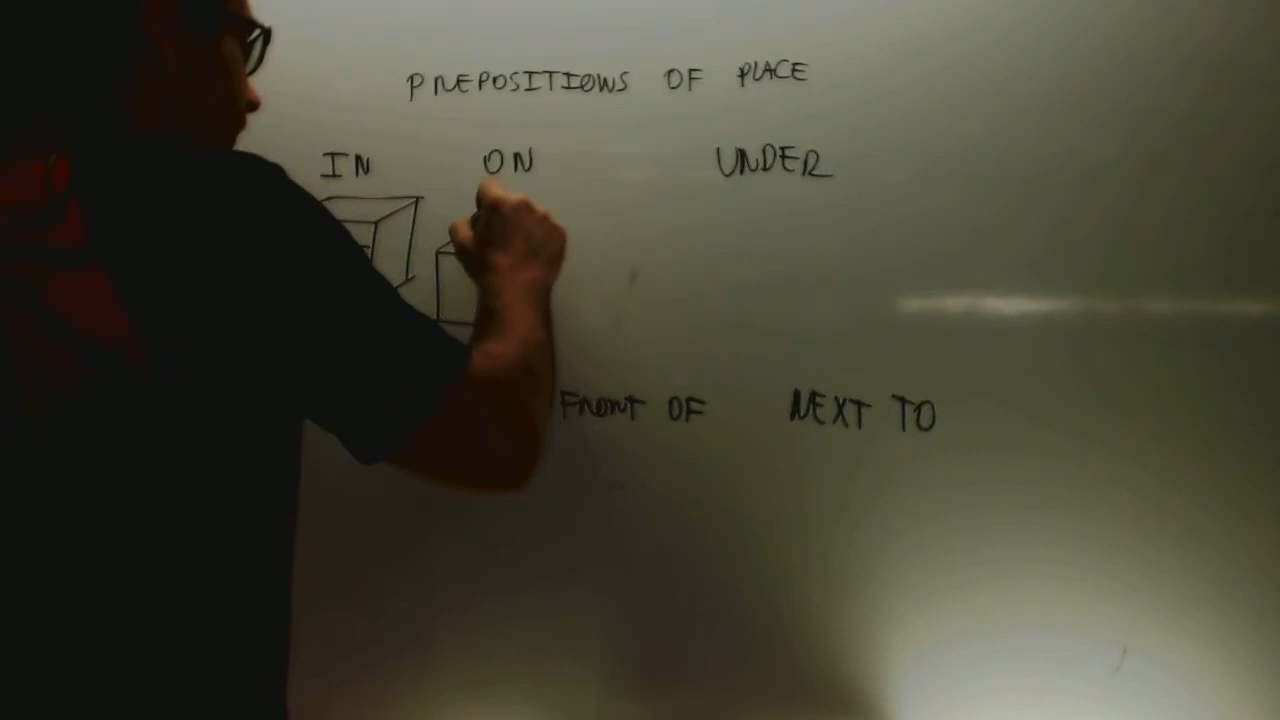 PREPOSITIONS OF PLACE
IN ON UNDER
FRONT OF NEXT TO